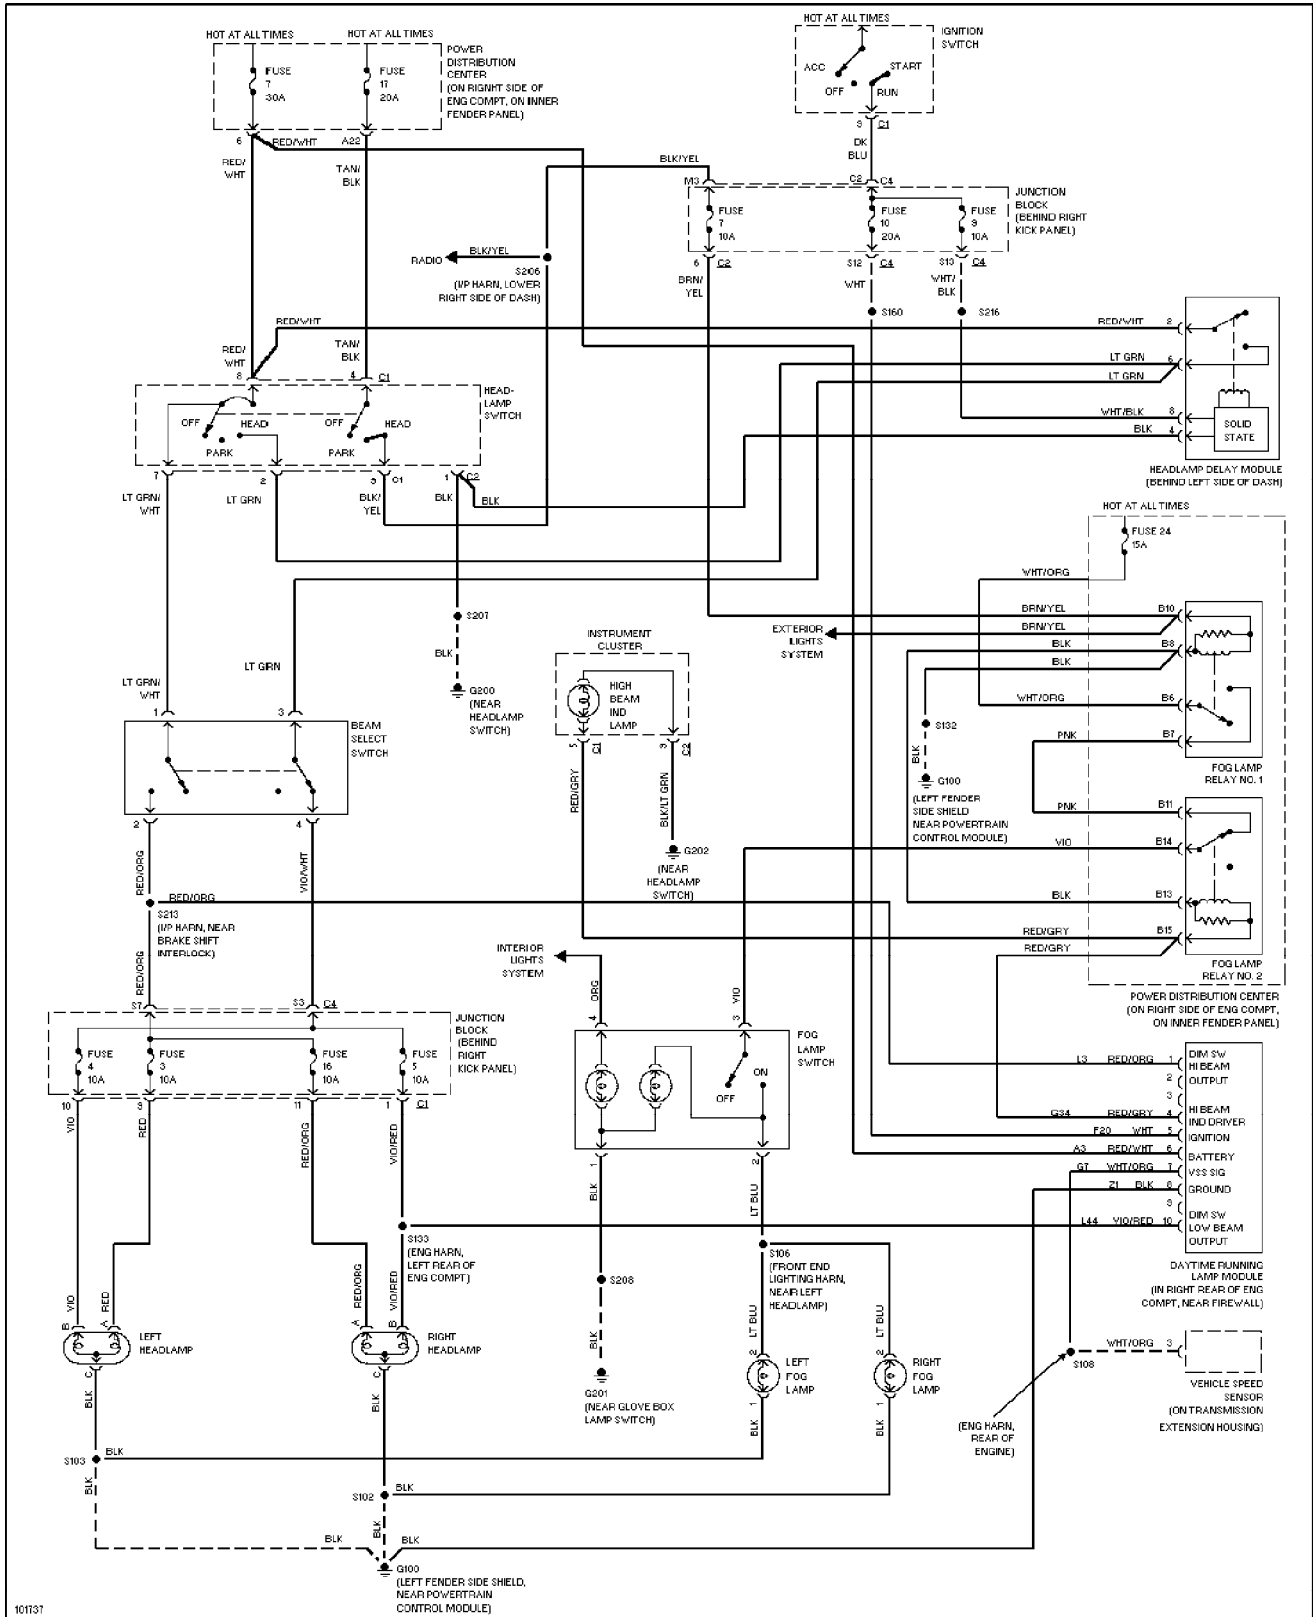 HOT AT ALL TIMES
HOT AT ALL TIMES
POWER
DISTRIBUTION
CENTER
(ON RIGNHT SIDE OF
ENG COMPT, ON INNER
FENDER PANEL)
FUSE
7
30A
FUSE
17
20A
6
RED/WHT
A22
RED/
WHT
TAN/
BLK
HOT AT ALL TIMES
IGNITION
SWITCH
ACC
START
OFF
RUN
9
C1
DK
BLU
BLK/YEL
M3
C2
C4
JUNCTION
BLOCK
(BEHIND RIGHT
KICK PANEL)
FUSE
7
10A
FUSE
10
20A
FUSE
9
10A
6
C2
S12
C4
S13
C4
BRN/
YEL
WHT
WHT/
BLK
S160
S216
RADIO
BLK/YEL
S206
(I/P HARN, LOWER
RIGHT SIDE OF DASH)
RED/WHT
RED/
WHT
TAN/
BLK
8
4
C1
HEAD-
LAMP
SWITCH
OFF
HEAD
PARK
OFF
HEAD
PARK
7
2
9
C1
1
C2
LT GRN/
WHT
LT GRN
BLK/
YEL
BLK
BLK
RED/WHT
2
LT GRN
6
LT GRN
WHT/BLK
8
BLK
4
SOLID
STATE
HEADLAMP DELAY MODULE
(BEHIND LEFT SIDE OF DASH)
HOT AT ALL TIMES
FUSE 24
15A
WHT/ORG
BRN/YEL
B10
BRN/YEL
EXTERIOR
LIGHTS
SYSTEM
BLK
B8
BLK
WHT/ORG
B6
PNK
B7
FOG LAMP
RELAY NO. 1
S132
BLK
G100
(LEFT FENDER
SIDE SHIELD
NEAR POWERTRAIN
CONTROL MODULE)
PNK
B11
VIO
B14
BLK
B13
RED/GRY
B15
RED/GRY
FOG LAMP
RELAY NO. 2
POWER DISTRIBUTION CENTER
(ON RIGHT SIDE OF ENG COMPT,
ON INNER FENDER PANEL)
S207
BLK
G200
(NEAR
HEADLAMP
SWITCH)
INSTRUMENT
CLUSTER
HIGH
BEAM
IND
LAMP
5
C1
9
C2
RED/GRY
BLK/LT GRN
G202
(NEAR
HEADLAMP
SWITCH)
LT GRN
LT GRN/
WHT
1
3
BEAM
SELECT
SWITCH
2
4
RED/ORG
VIO/WHT
RED/ORG
S213
(I/P HARN, NEAR
BRAKE SHIFT
INTERLOCK)
RED/ORG
S7
S3
C4
JUNCTION
BLOCK
(BEHIND
RIGHT
KICK PANEL)
FUSE
4
10A
FUSE
3
10A
FUSE
16
10A
FUSE
5
10A
10
9
11
1
C1
VIO
RED
RED/ORG
VIO/RED
INTERIOR
LIGHTS
SYSTEM
ORG
VIO
4
3
FOG
LAMP
SWITCH
ON
OFF
1
2
BLK
LT BLU
S208
BLK
G201
(NEAR GLOVE BOX
LAMP SWITCH)
S133
(ENG HARN,
LEFT REAR OF
ENG COMPT)
S106
(FRONT END
LIGHTING HARN,
NEAR LEFT
HEADLAMP)
VIO
RED
RED/ORG
VIO/RED
B
A
A
B
LEFT
HEADLAMP
RIGHT
HEADLAMP
C
C
BLK
BLK
LT BLU
LT BLU
2
2
LEFT
FOG
LAMP
RIGHT
FOG
LAMP
1
1
BLK
BLK
S103
BLK
BLK
S102
BLK
BLK
BLK
BLK
G100
(LEFT FENDER SIDE SHIELD,
NEAR POWERTRAIN
CONTROL MODULE)
L3
RED/ORG
1
DIM SW
HI BEAM
OUTPUT
2
3
G34
RED/GRY
4
HI BEAM
IND DRIVER
F20
WHT
5
IGNITION
A3
RED/WHT
6
BATTERY
G7
WHT/ORG
7
VSS SIG
Z1
BLK
8
GROUND
9
L44
VIO/RED
10
DIM SW
LOW BEAM
OUTPUT
DAYTIME RUNNING
LAMP MODULE
(IN RIGHT REAR OF ENG
COMPT, NEAR FIREWALL)
WHT/ORG
3
S108
VEHICLE SPEED
SENSOR
(ON TRANSMISSION
EXTENSION HOUSING)
(ENG HARN,
REAR OF
ENGINE)
101737